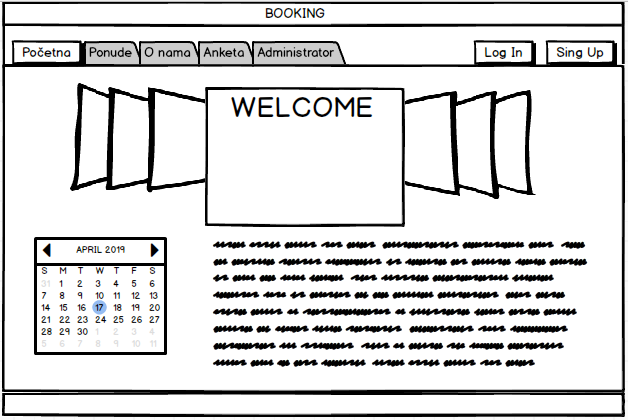 BOOKING
Početna Ponude O nama Anketa Administrator Log In Sing Up
WELCOME
APRIL 2019
S M T W T F S
31 1 2 3 4 5 6
7 8 9 10 11 12 13
14 15 16 17 18 19 20
21 22 23 24 25 26 27
28 29 30 1 2 3 4
5 6 7 8 9 10 11